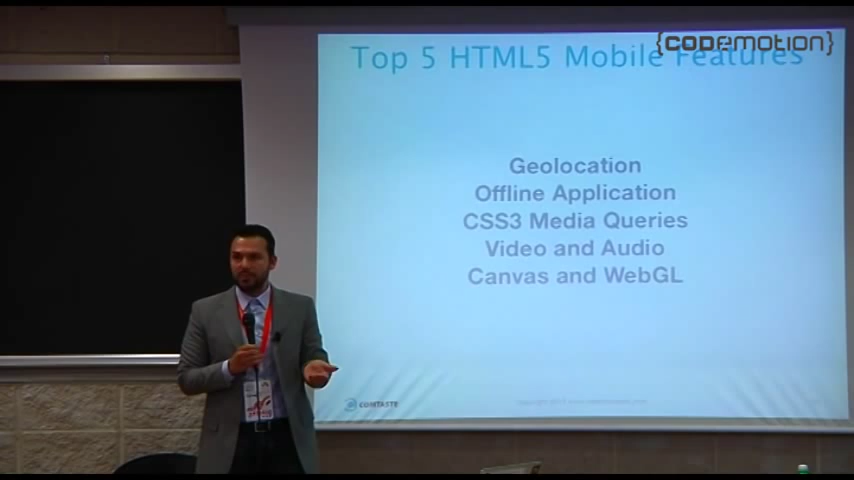 {CODEMOTION}
Top 5 HTML5 Mobile Features
Geolocation
Offline Application
CSS3 Media Queries
Video and Audio
Canvas and WebGL
COMTASTE